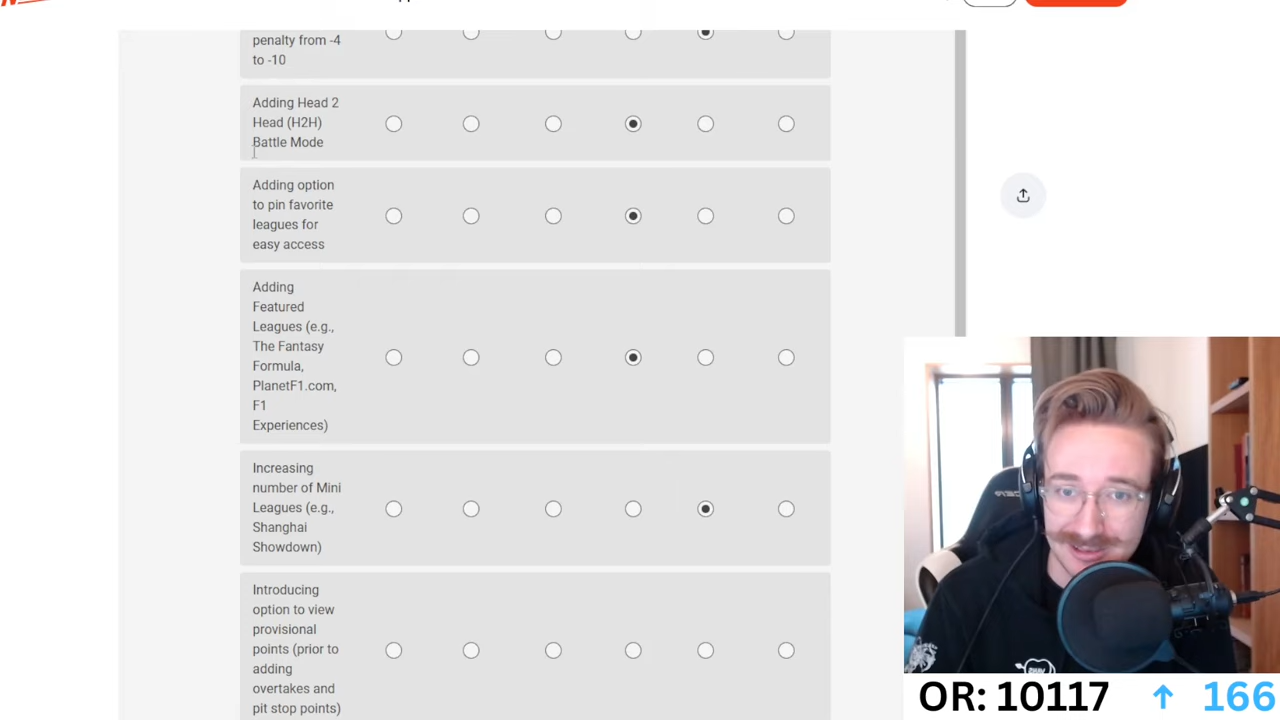 penalty from -4
to -10
Adding Head 2
Head (H2H)
Battle Mode
Adding option
to pin favorite
leagues for
easy access
Adding
Featured
Leagues (e.g.,
The Fantasy
Formula,
PlanetF1.com,
F1
Experiences)
Increasing
number of Mini
Leagues (e.g.,
Shanghai
Showdown)
Introducing
option to view
provisional
points (prior to
adding
overtakes and
pit stop points)
OR: 10117 ↑ 166